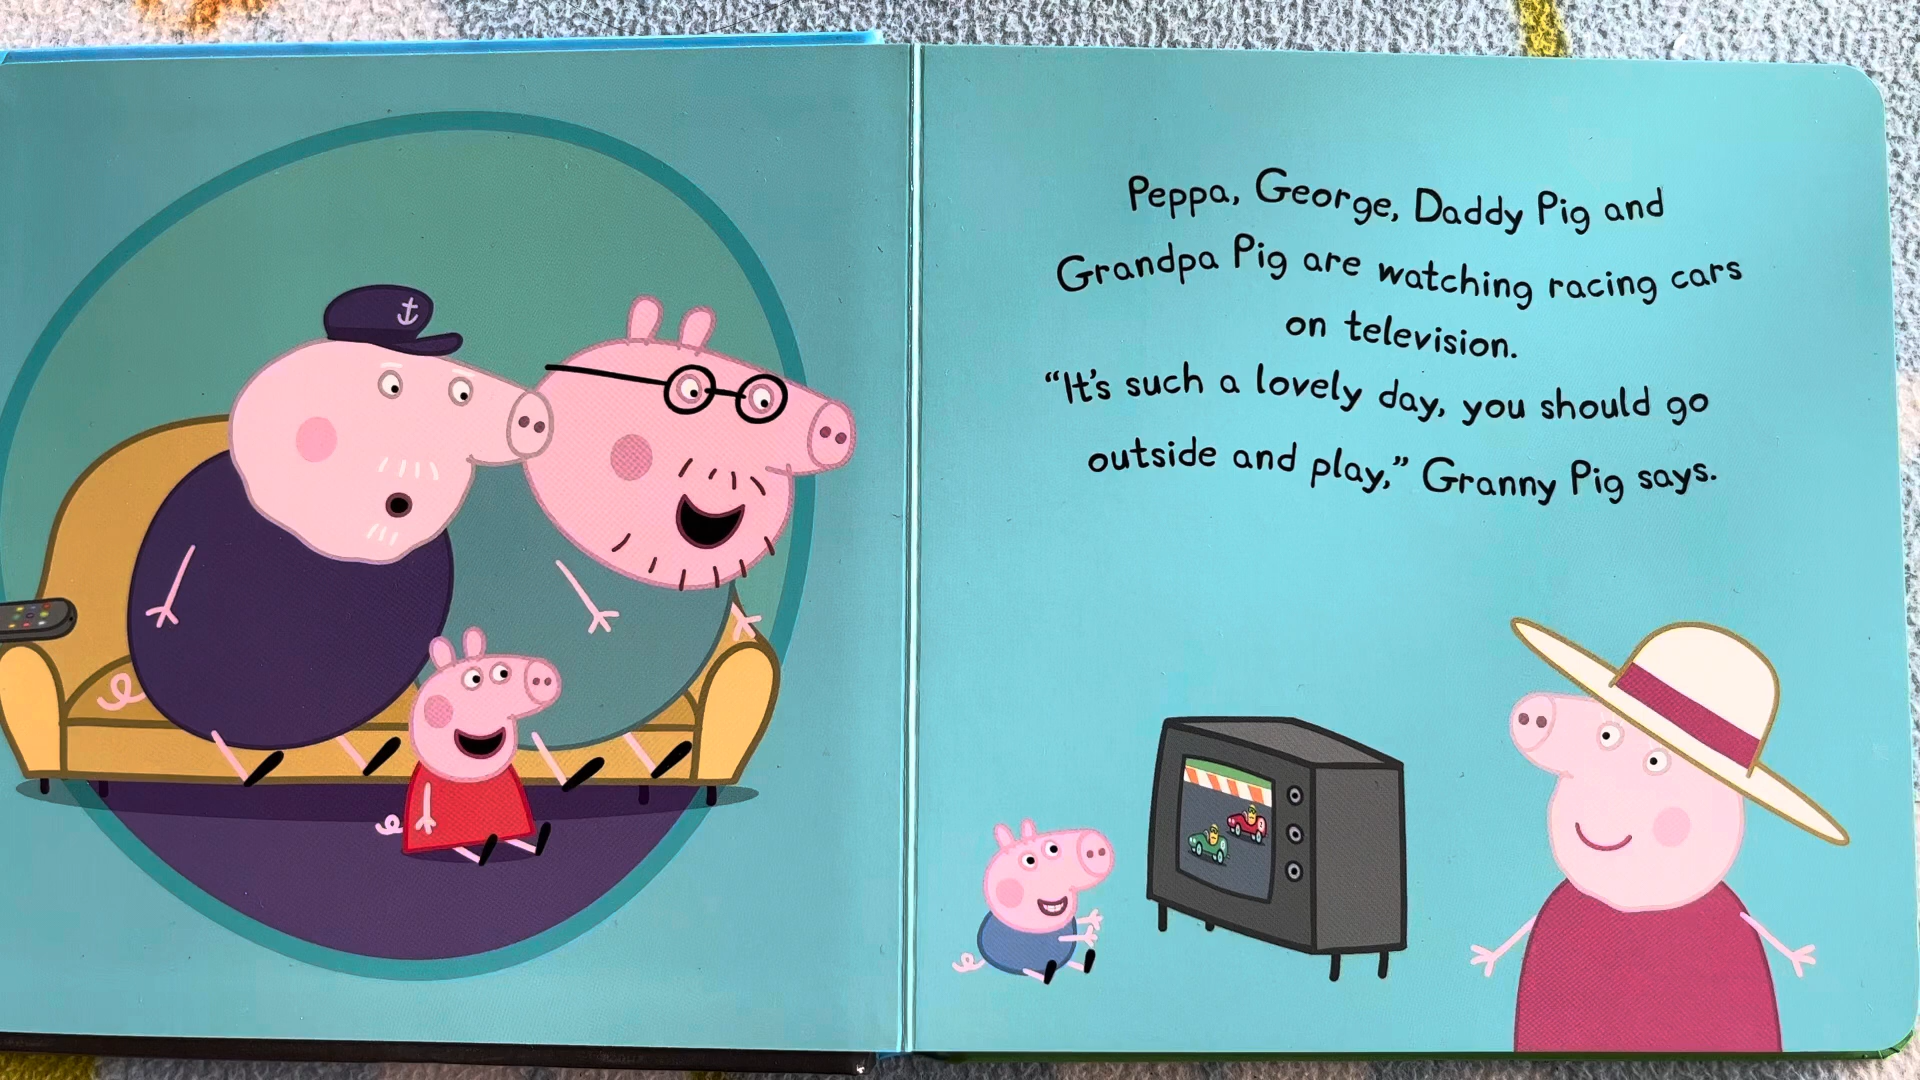 Peppa, George, Daddy Pig and
Grandpa Pig are watching racing cars
on television.
“It's such a lovely day, you should go
outside and play,” Granny Pig says.